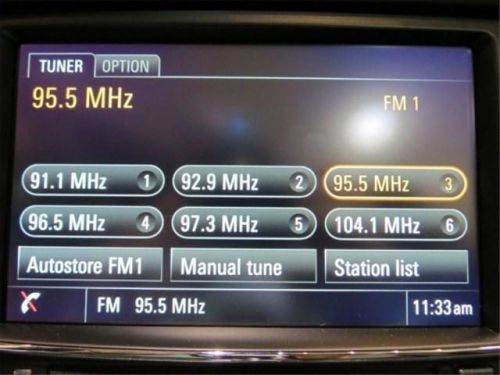 TUNER OPTION
95.5 MHz FM 1
91.1 MHz 1 92.9 MHz 2 95.5 MHz 3
96.5 MHz 4 97.3 MHz 5 104.1 MHz 6
Autostore FM1 Manual tune Station list
FM 95.5 MHz 11:33 am